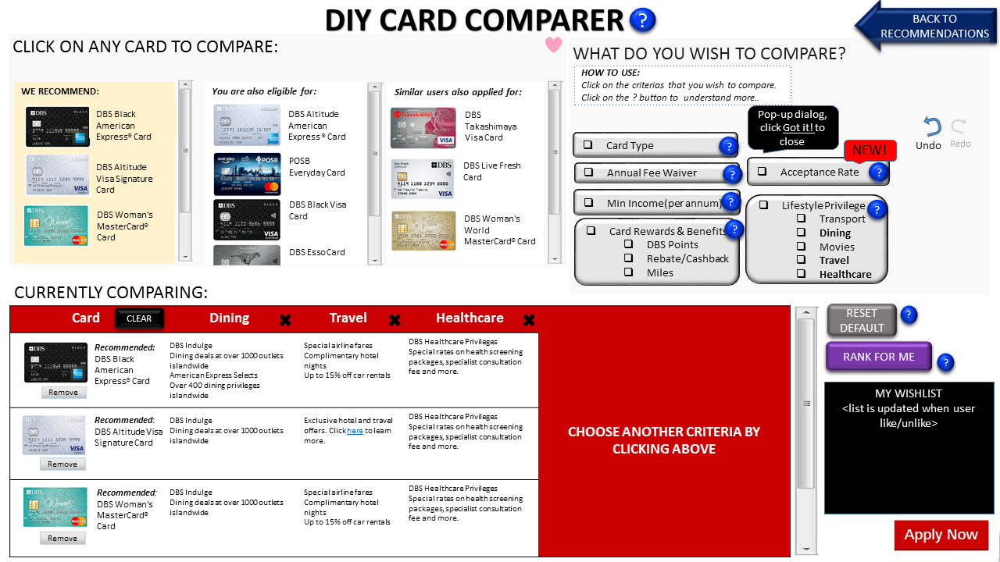 DIY CARD COMPARER ?
BACK TO
RECOMMENDATIONS
CLICK ON ANY CARD TO COMPARE:
WE RECOMMEND:
DBS Black
American
Express® Card
DBS Altitude
Visa Signature
Card
DBS Woman's
MasterCard®
Card
You are also eligible for:
DBS Altitude
American
Express ® Card
POSB
Everyday Card
DBS Black Visa
Card
DBS Esso Card
Similar users also applied for:
DBS
Takashimaya
Visa Card
DBS Live Fresh
Card
DBS Woman's
World
MasterCard® Card
WHAT DO YOU WISH TO COMPARE?
HOW TO USE:
Click on the criterias that you wish to compare.
Click on the ? button to understand more..
Pop-up dialog,
click Got it! to
close
NEW!
Undo
Redo
Card Type ?
Annual Fee Waiver ?
Min Income(per annum) ?
Card Rewards & Benefits ?
DBS Points
Rebate/Cashback
Miles
Acceptance Rate ?
Lifestyle Privilege ?
Transport
Dining
Movies
Travel
Healthcare
CURRENTLY COMPARING:
Card CLEAR Dining Travel Healthcare
Recommended:
DBS Black
American
Express® Card
Remove
DBS Indulge
Dining deals at over 1000 outlets
islandwide
American Express Selects
Over 400 dining privileges
islandwide
Special airline fares
Complimentary hotel
nights
Up to 15% off car rentals
DBS Healthcare Privileges
Special rates on health screening
packages, specialist consultation
fee and more.
Recommended:
DBS Altitude Visa
Signature Card
Remove
DBS Indulge
Dining deals at over 1000 outlets
islandwide
Exclusive hotel and travel
offers. Click here to learn
more.
DBS Healthcare Privileges
Special rates on health screening
packages, specialist consultation
fee and more.
Recommended:
DBS Woman's
MasterCard®
Card
Remove
DBS Indulge
Dining deals at over 1000 outlets
islandwide
Special airline fares
Complimentary hotel
nights
Up to 15% off car rentals
DBS Healthcare Privileges
Special rates on health screening
packages, specialist consultation
fee and more.
CHOOSE ANOTHER CRITERIA BY
CLICKING ABOVE
RESET
DEFAULT
?
RANK FOR ME
?
MY WISHLIST
<list is updated when user
like/unlike>
Apply Now